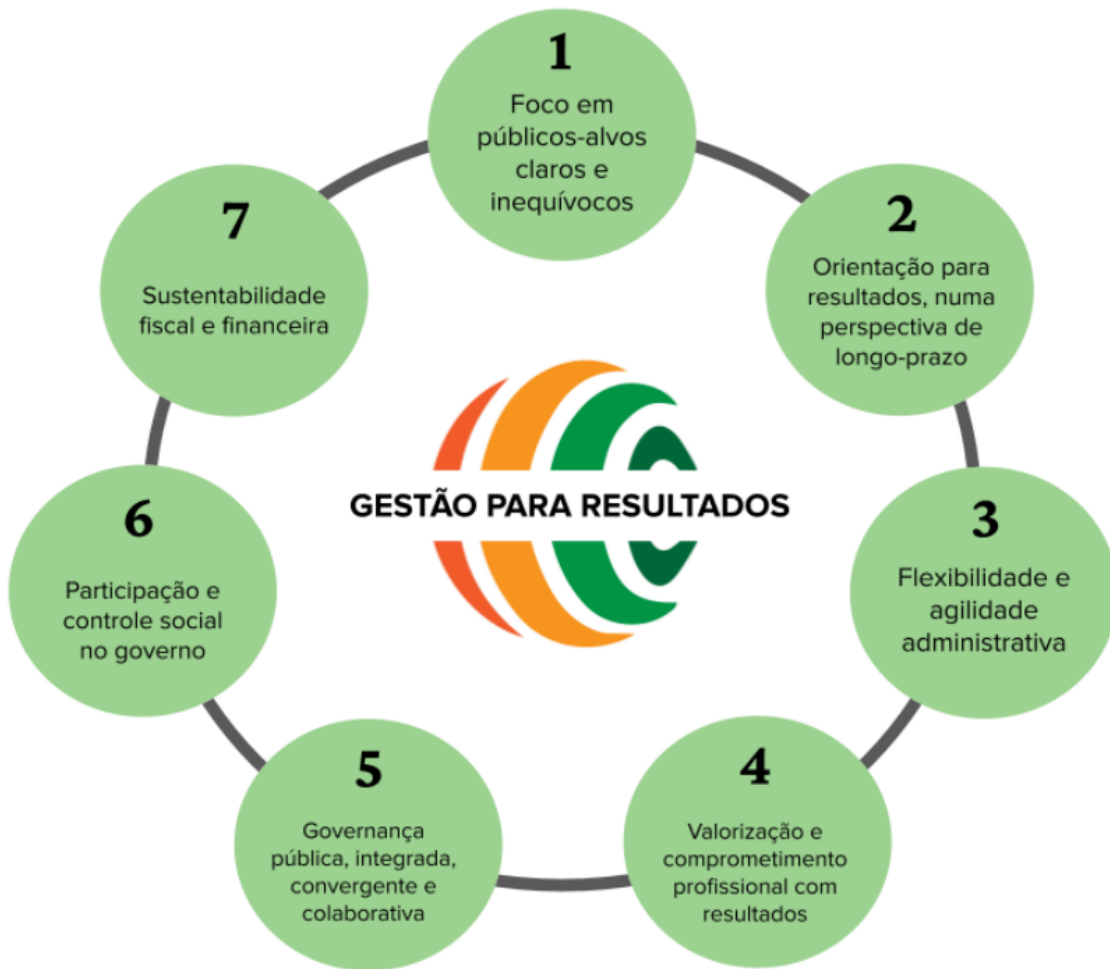 1
Foco em
públicos-alvos
claros e
inequívocos
2
Orientação para
resultados, numa
perspectiva de
longo-prazo
3
Flexibilidade e
agilidade
administrativa
4
Valorização e
comprometimento
profissional com
resultados
5
Governança
pública, integrada,
convergente e
colaborativa
6
Participação e
controle social
no governo
7
Sustentabilidade
fiscal e financeira
GESTÃO PARA RESULTADOS